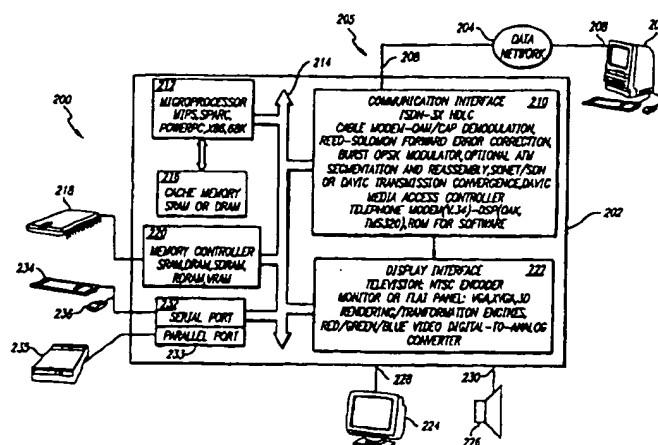 205
204
DATA
NETWORK
208
208
200
214
212
MICROPROCESSOR
MIPS,SPARC,
POWERPC,X86,68K
216
CACHE MEMORY
SRAM OR DRAM
210
COMMUNICATION INTERFACE
ISDN-3X HDLC
CABLE MODEM-QAM/CAP DEMODULATION,
REED-SOLOMON FORWARD ERROR CORRECTION,
BURST QPSK MODULATOR,OPTIONAL ATM
SEGMENTATION AND REASSEMBLY,SONET/SDH
OR DAVIC TRANSMISSION CONVERGENCE,DAVIC
MEDIA ACCESS CONTROLLER
TELEPHONE MODEM(V.34)-DSP(OAK,
TMS320),ROM FOR SOFTWARE
202
218
220
MEMORY CONTROLLER
SRAM,DRAM,SDRAM,
RDRAM,VRAM
234
236
232
SERIAL PORT
PARALLEL PORT
233
235
222
DISPLAY INTERFACE
TELEVISION: NTSC ENCODER
MONITOR OR FLAT PANEL: VGA,XVGA,3D
RENDERING/TRANFORMATION ENGINES,
RED/GREEN/BLUE VIDEO DIGITAL-TO-ANALOG
CONVERTER
228
230
224
226